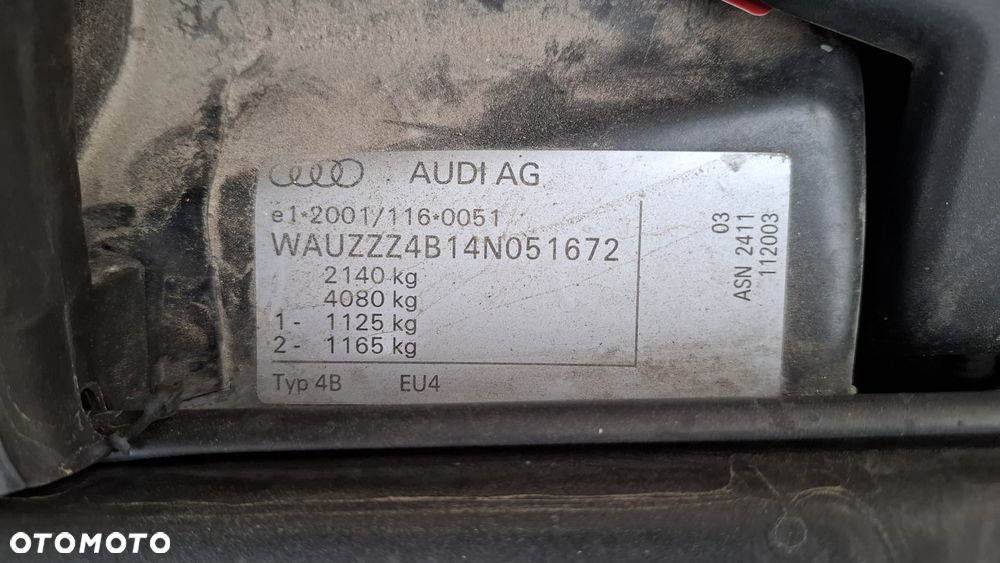 AUDI AG
e1*2001/116*0051
WAUZZZ4B14N051672
2140 kg
4080 kg
1 - 1125 kg
2 - 1165 kg
Typ 4B EU4
03
ASN 2411
112003
OTOMOTO